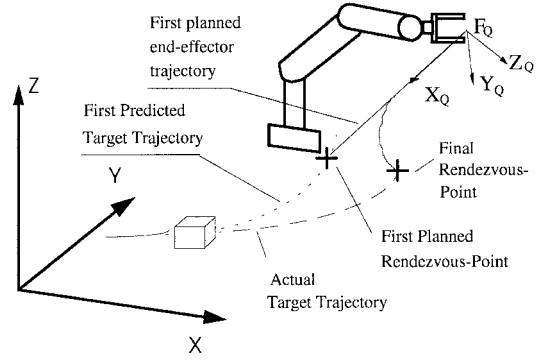 First planned
end-effector
trajectory
F_Q
Z_Q
Y_Q
X_Q
Z
First Predicted
Target Trajectory
Final
Rendezvous-
Point
Y
First Planned
Rendezvous-Point
Actual
Target Trajectory
X